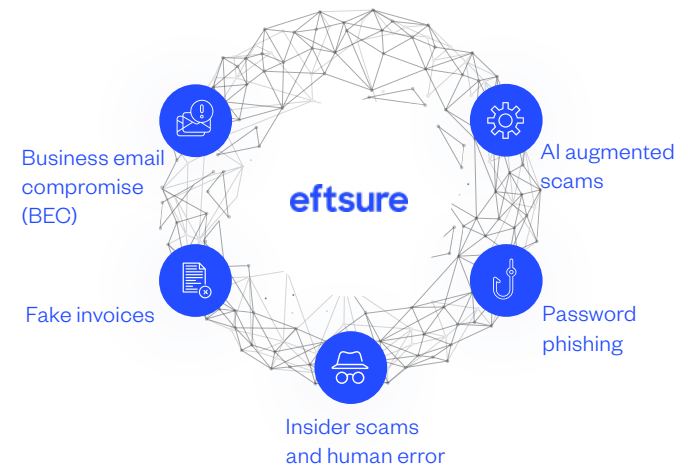 Business email
compromise
(BEC)
AI augmented
scams
eftsure
Fake invoices
Password
phishing
Insider scams
and human error